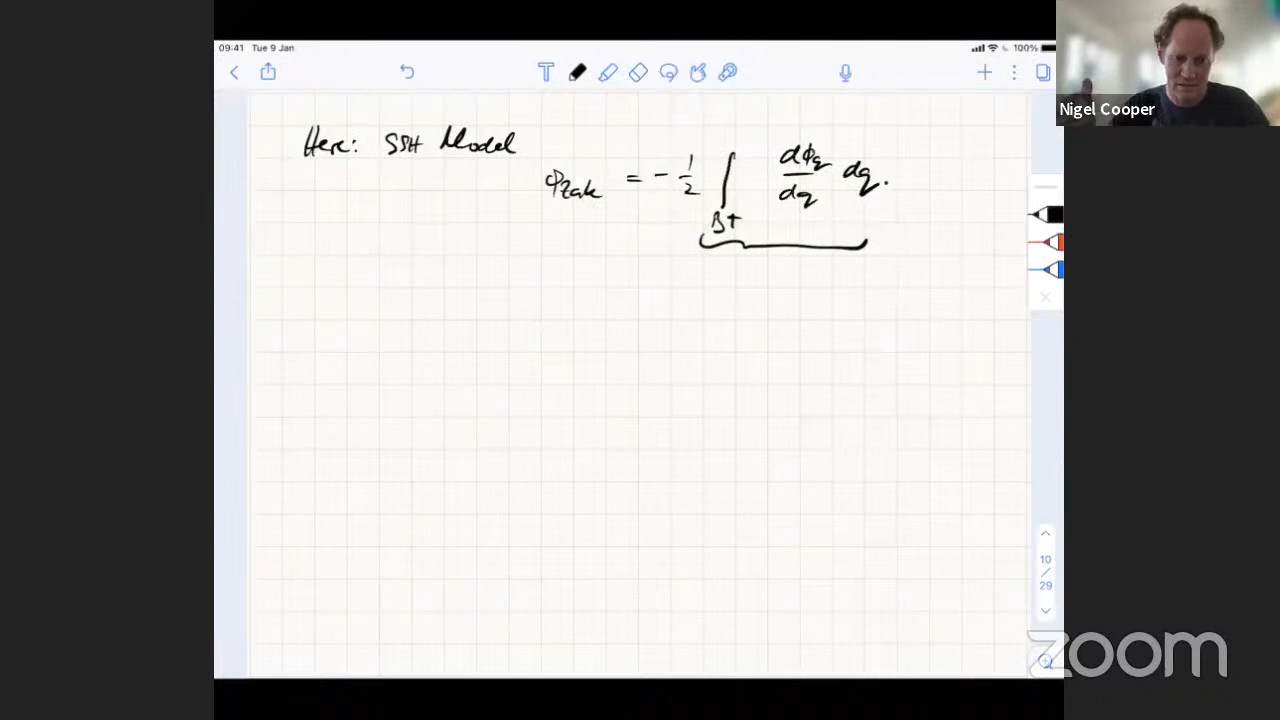 09:41 Tue 9 Jan
100%
Nigel Cooper
Here: SSH Model
φ_Zak = - 1/2 ∫_BZ dϕ_q/dq dq.
10
/
29
zoom